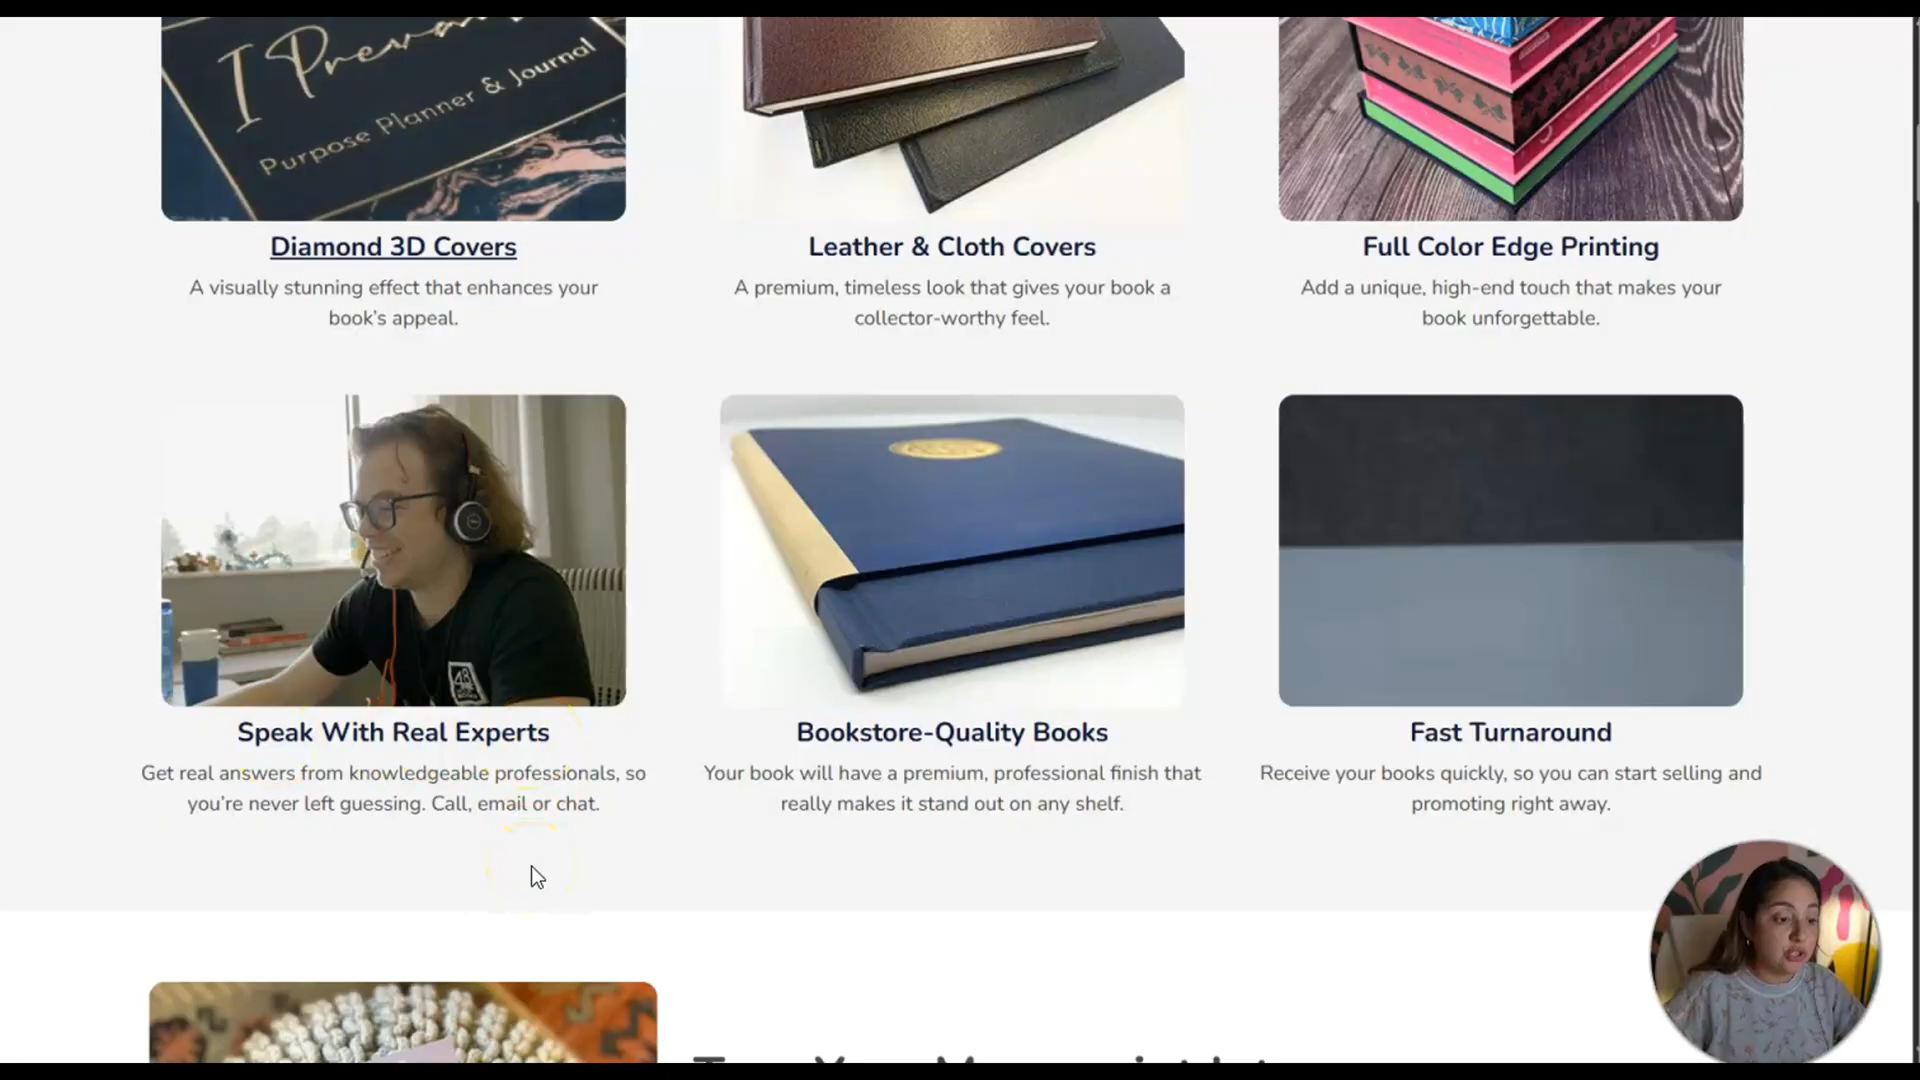 I Prev
Purpose Planner & Journal
Diamond 3D Covers
Leather & Cloth Covers
Full Color Edge Printing
A visually stunning effect that enhances your
book's appeal.
A premium, timeless look that gives your book a
collector-worthy feel.
Add a unique, high-end touch that makes your
book unforgettable.
48
Speak With Real Experts
Bookstore-Quality Books
Fast Turnaround
Get real answers from knowledgeable professionals, so
you're never left guessing. Call, email or chat.
Your book will have a premium, professional finish that
really makes it stand out on any shelf.
Receive your books quickly, so you can start selling and
promoting right away.